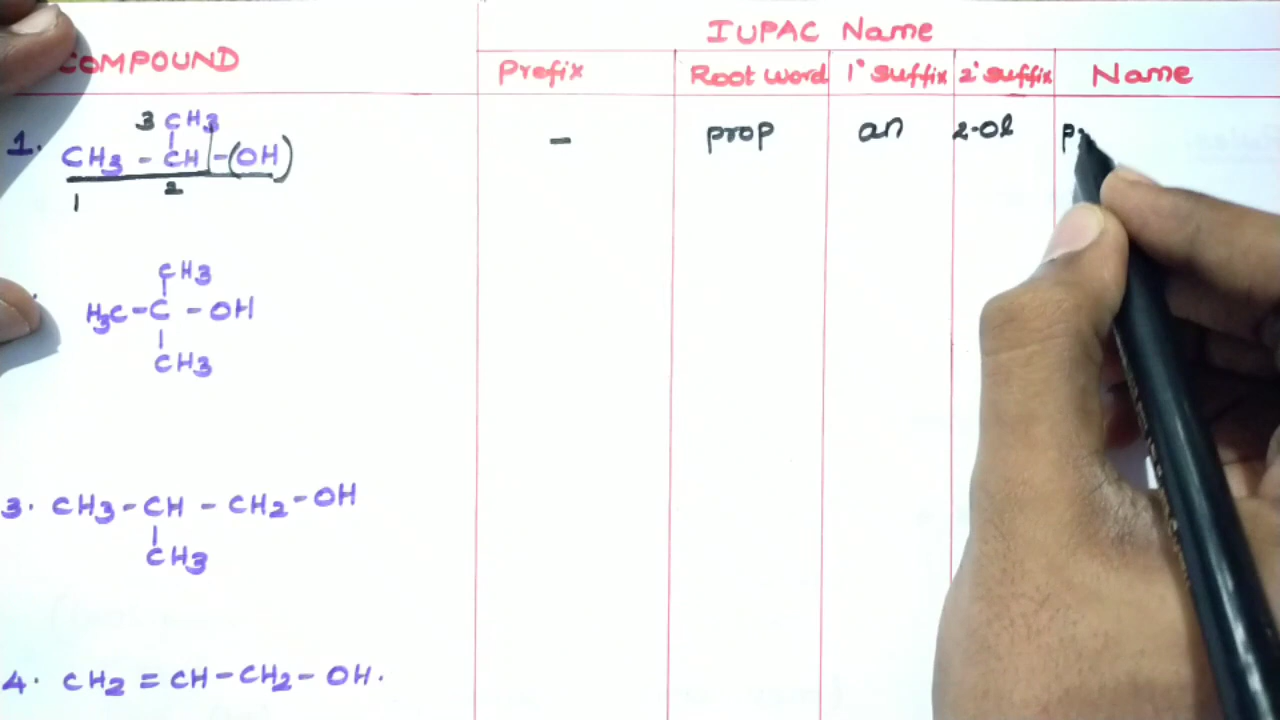 IUPAC Name
COMPOUND Prefix Root word 1° suffix 2° suffix Name
3 CH3
1. CH3 - CH - (OH) - prop an 2-ol p
1 2
CH3
H3C - C - OH
CH3
3. CH3 - CH - CH2 - OH
CH3
4. CH2 = CH - CH2 - OH.